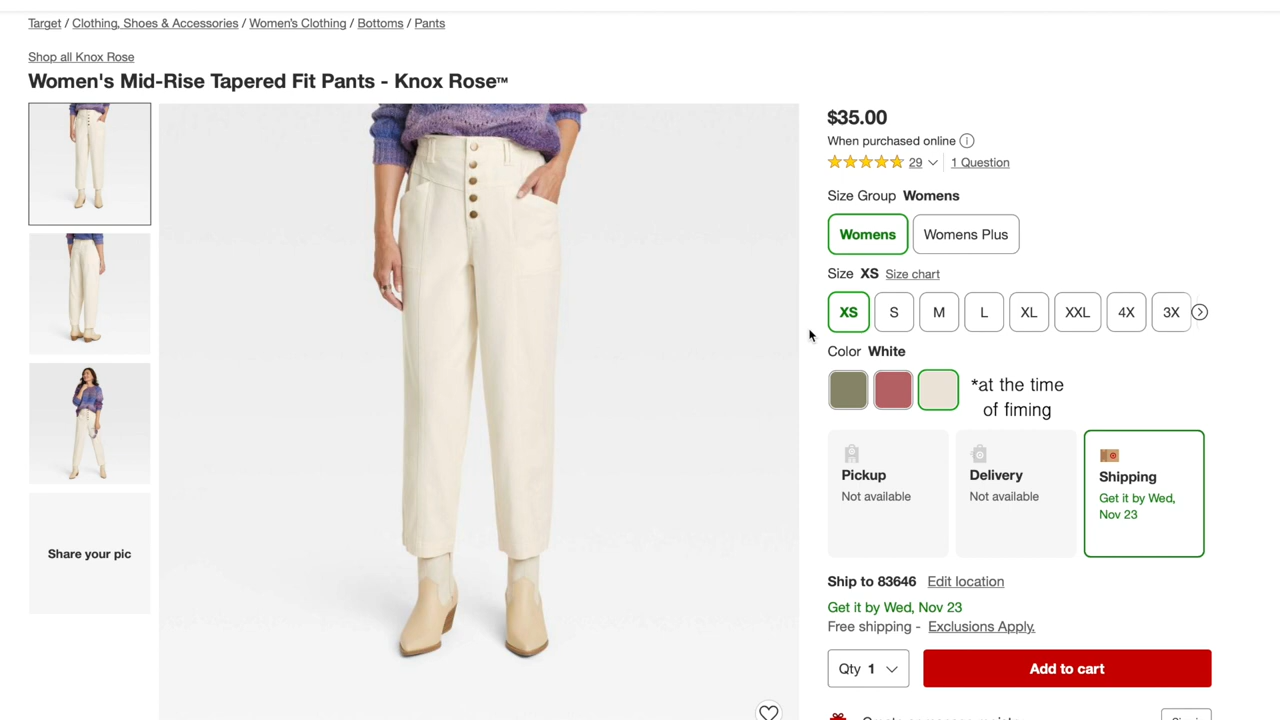 Target / Clothing, Shoes & Accessories / Women's Clothing / Bottoms / Pants
Shop all Knox Rose
Women's Mid-Rise Tapered Fit Pants - Knox Rose™
Share your pic
$35.00
When purchased online
29
1 Question
Size Group Womens
Womens
Womens Plus
Size XS Size chart
XS S M L XL XXL 4X 3X
Color White
*at the time
of fiming
Pickup
Not available
Delivery
Not available
Shipping
Get it by Wed,
Nov 23
Ship to 83646 Edit location
Get it by Wed, Nov 23
Free shipping - Exclusions Apply.
Qty 1
Add to cart